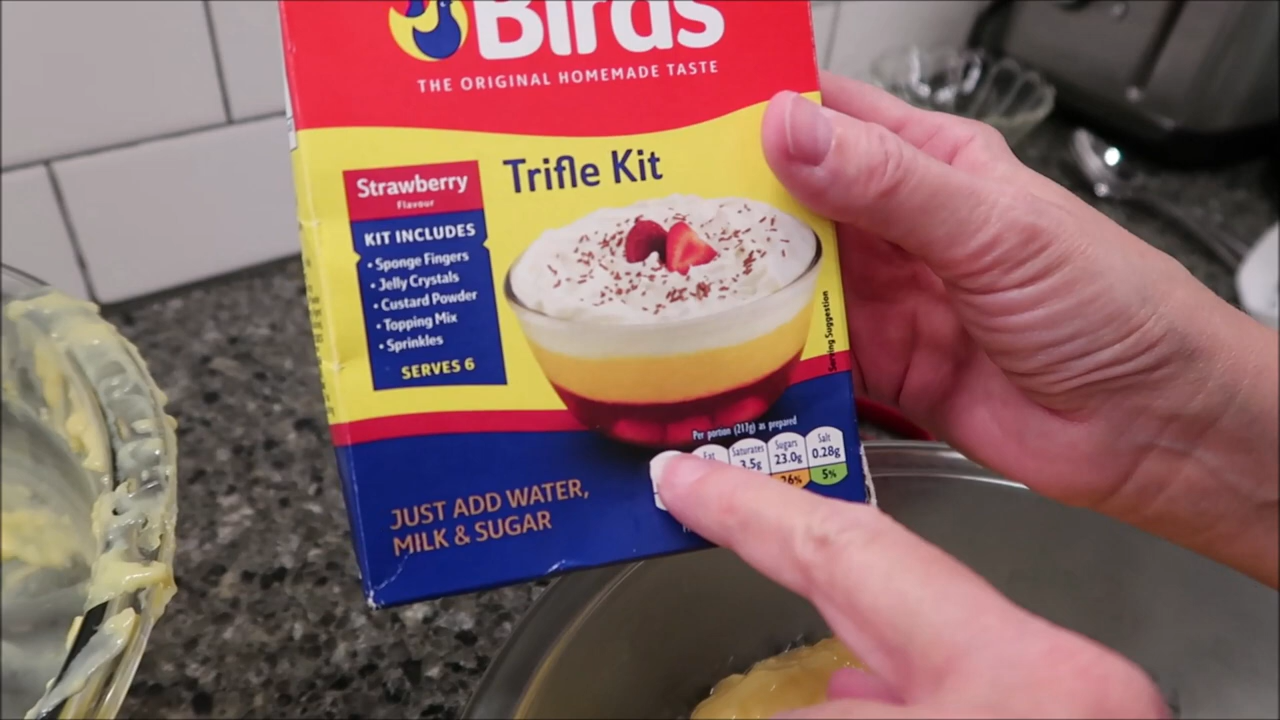 Birds
THE ORIGINAL HOMEMADE TASTE
Trifle Kit
Strawberry
Flavour
KIT INCLUDES
• Sponge Fingers
• Jelly Crystals
• Custard Powder
• Topping Mix
• Sprinkles
SERVES 6
Serving Suggestion
Per portion (217g) as prepared
Fat
Saturates
3.5g
Sugars
23.0g
26%
Salt
0.28g
5%
JUST ADD WATER,
MILK & SUGAR